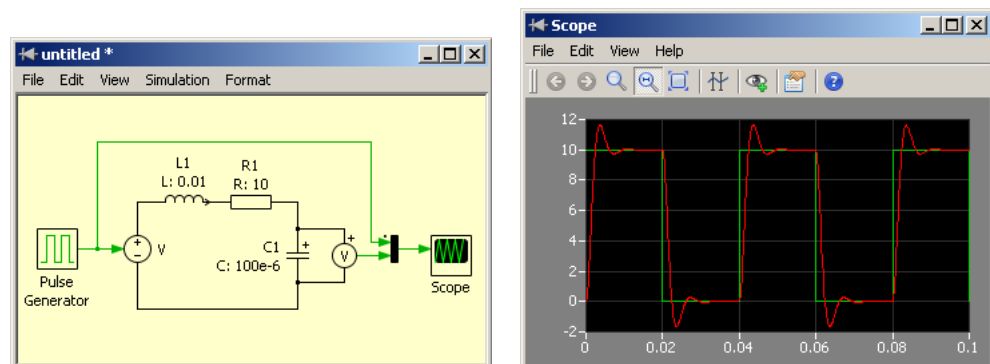 untitled *
File Edit View Simulation Format
L1
L: 0.01
R1
R: 10
+
−
V
C1
+
C: 100e-6
+
V
Pulse
Generator
Scope
Scope
File Edit View Help
?
12
10
8
6
4
2
0
-2
0 0.02 0.04 0.06 0.08 0.1